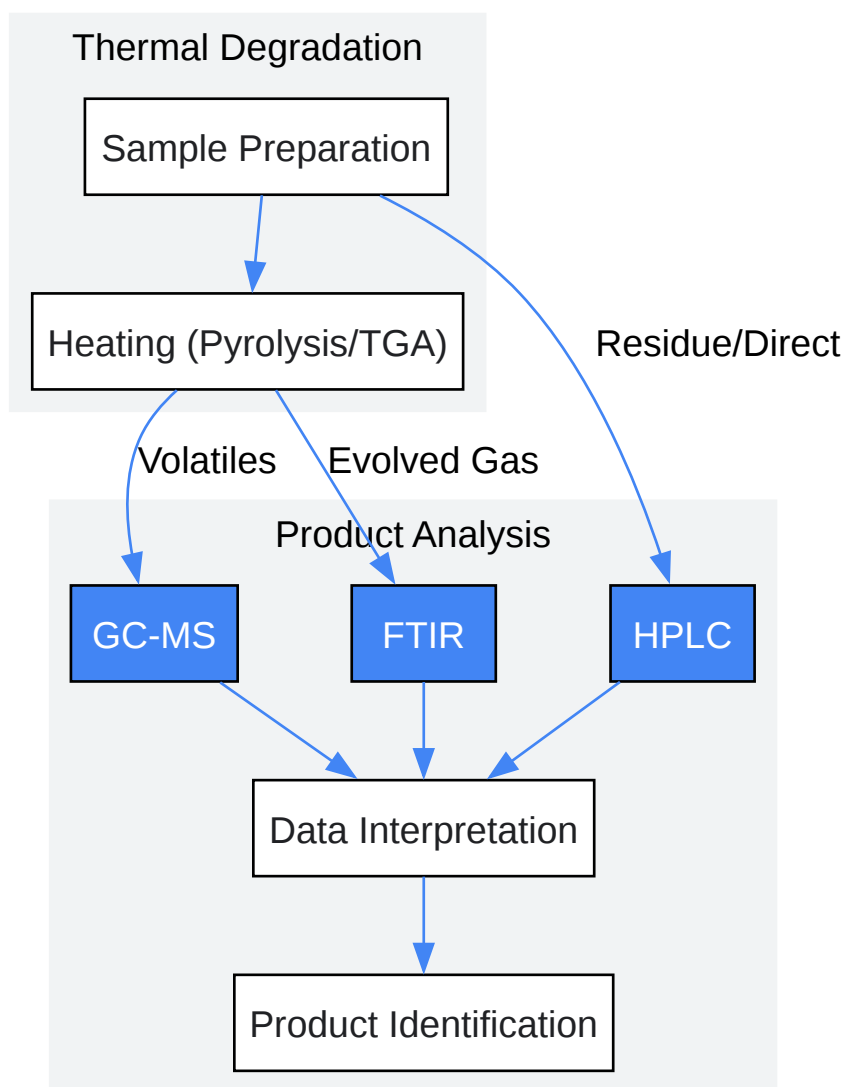 Thermal Degradation
Sample Preparation
Heating (Pyrolysis/TGA)
Residue/Direct
Volatiles
Evolved Gas
Product Analysis
GC-MS
FTIR
HPLC
Data Interpretation
Product Identification